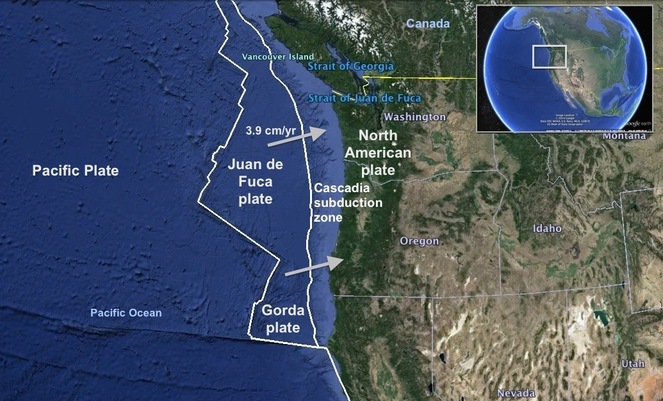 Canada
Vancouver Island
Strait of Georgia
Strait of Juan de Fuca
Washington
Montana
3.9 cm/yr
North
American
plate
Pacific Plate
Juan de
Fuca
plate
Cascadia
subduction
zone
Idaho
Oregon
Pacific Ocean
Gorda
plate
Utah
Nevada